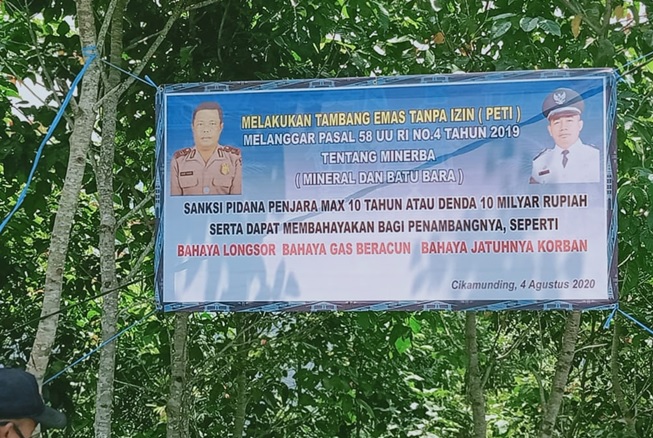 MELAKUKAN TAMBANG EMAS TANPA IZIN ( PETI )
MELANGGAR PASAL 58 UU RI NO.4 TAHUN 2019
TENTANG MINERBA
( MINERAL DAN BATU BARA )
SANKSI PIDANA PENJARA MAX 10 TAHUN ATAU DENDA 10 MILYAR RUPIAH
SERTA DAPAT MEMBAHAYAKAN BAGI PENAMBANGNYA, SEPERTI
BAHAYA LONGSOR BAHAYA GAS BERACUN BAHAYA JATUHNYA KORBAN
Cikamunding, 4 Agustus 2020